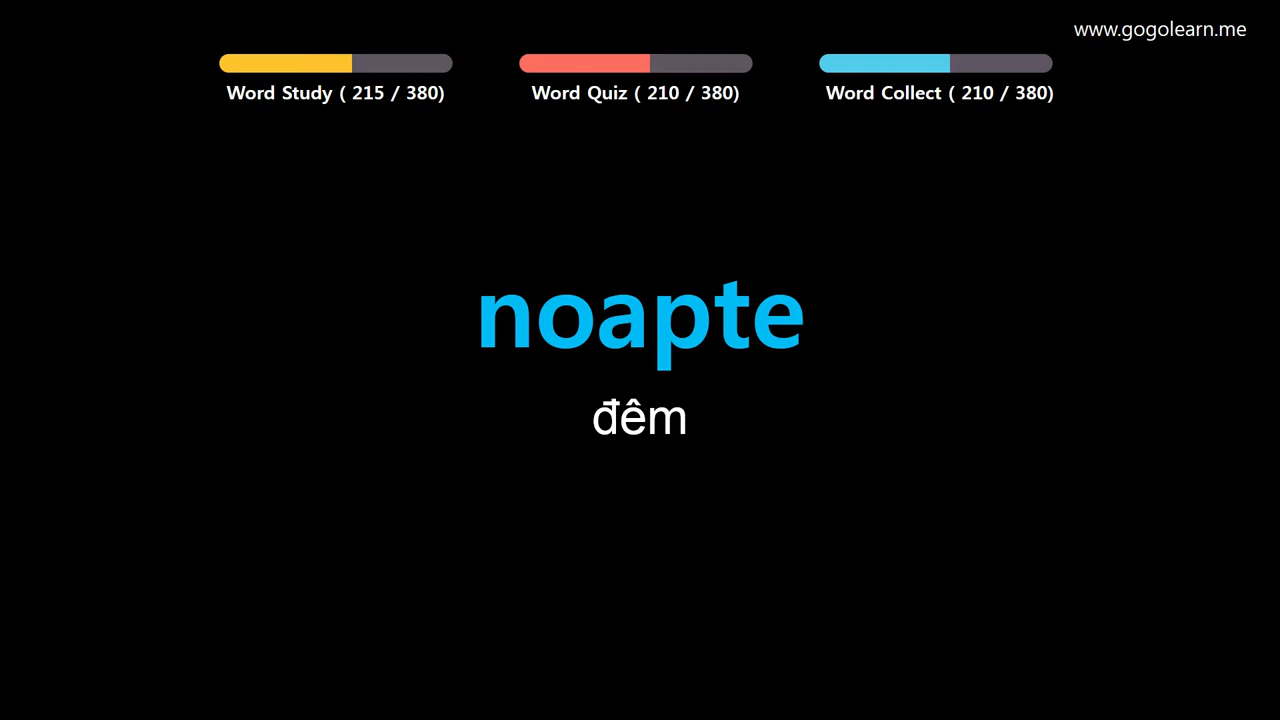 www.gogolearn.me
Word Study ( 215 / 380)
Word Quiz ( 210 / 380)
Word Collect ( 210 / 380)
noapte
đêm